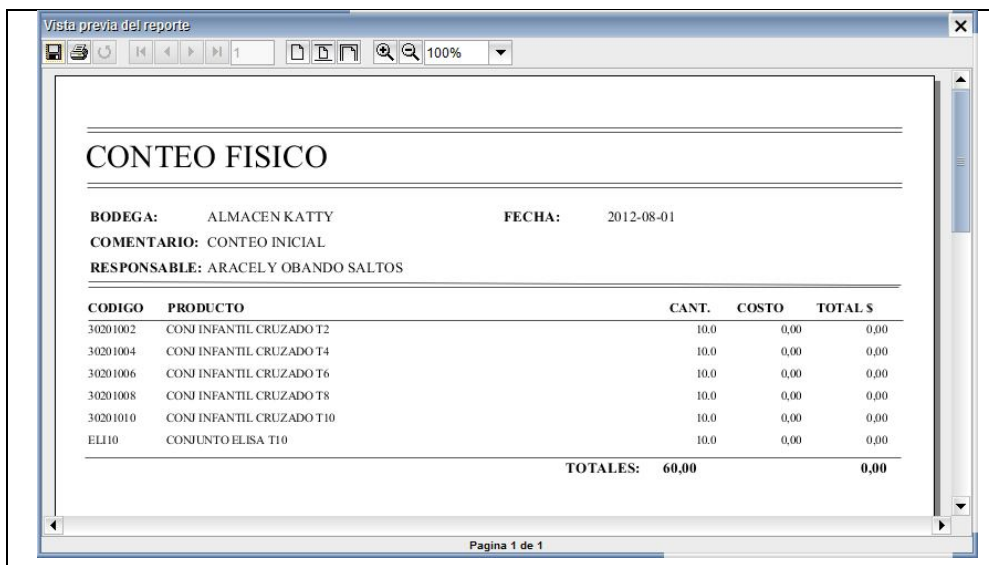 Vista previa del reporte
1 100%
CONTEO FISICO
BODEGA: ALMACEN KATTY FECHA: 2012-08-01
COMENTARIO: CONTEO INICIAL
RESPONSABLE: ARACELY OBANDO SALTOS
CODIGO PRODUCTO CANT. COSTO TOTAL $
30201002 CONJ INFANTIL CRUZADO T2 10.0 0,00 0,00
30201004 CONJ INFANTIL CRUZADO T4 10.0 0,00 0,00
30201006 CONJ INFANTIL CRUZADO T6 10.0 0,00 0,00
30201008 CONJ INFANTIL CRUZADO T8 10.0 0,00 0,00
30201010 CONJ INFANTIL CRUZADO T10 10.0 0,00 0,00
ELI10 CONJUNTO ELISA T10 10.0 0,00 0,00
TOTALES: 60,00 0,00
Pagina 1 de 1